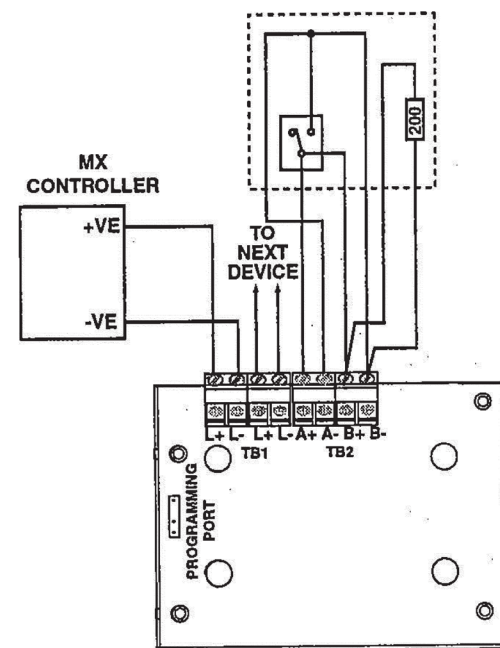 200
MX
CONTROLLER
+VE
-VE
TO
NEXT
DEVICE
L+ L- L+ L- A+ A- B+ B-
TB1 TB2
PROGRAMMING
PORT